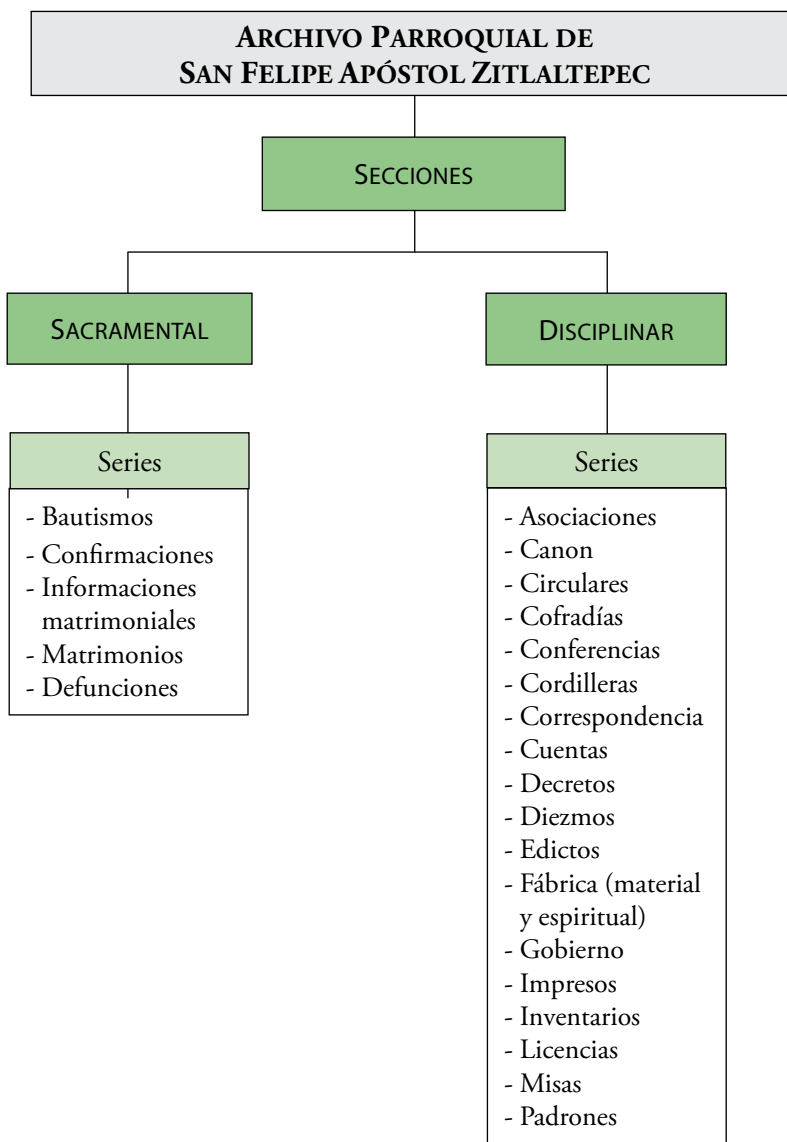 ARCHIVO PARROQUIAL DE
SAN FELIPE APÓSTOL ZITLALTEPEC
SECCIONES
SACRAMENTAL
Series
- Bautismos
- Confirmaciones
- Informaciones
matrimoniales
- Matrimonios
- Defunciones
DISCIPLINAR
Series
- Asociaciones
- Canon
- Circulares
- Cofradías
- Conferencias
- Cordilleras
- Correspondencia
- Cuentas
- Decretos
- Diezmos
- Edictos
- Fábrica (material
y espiritual)
- Gobierno
- Impresos
- Inventarios
- Licencias
- Misas
- Padrones